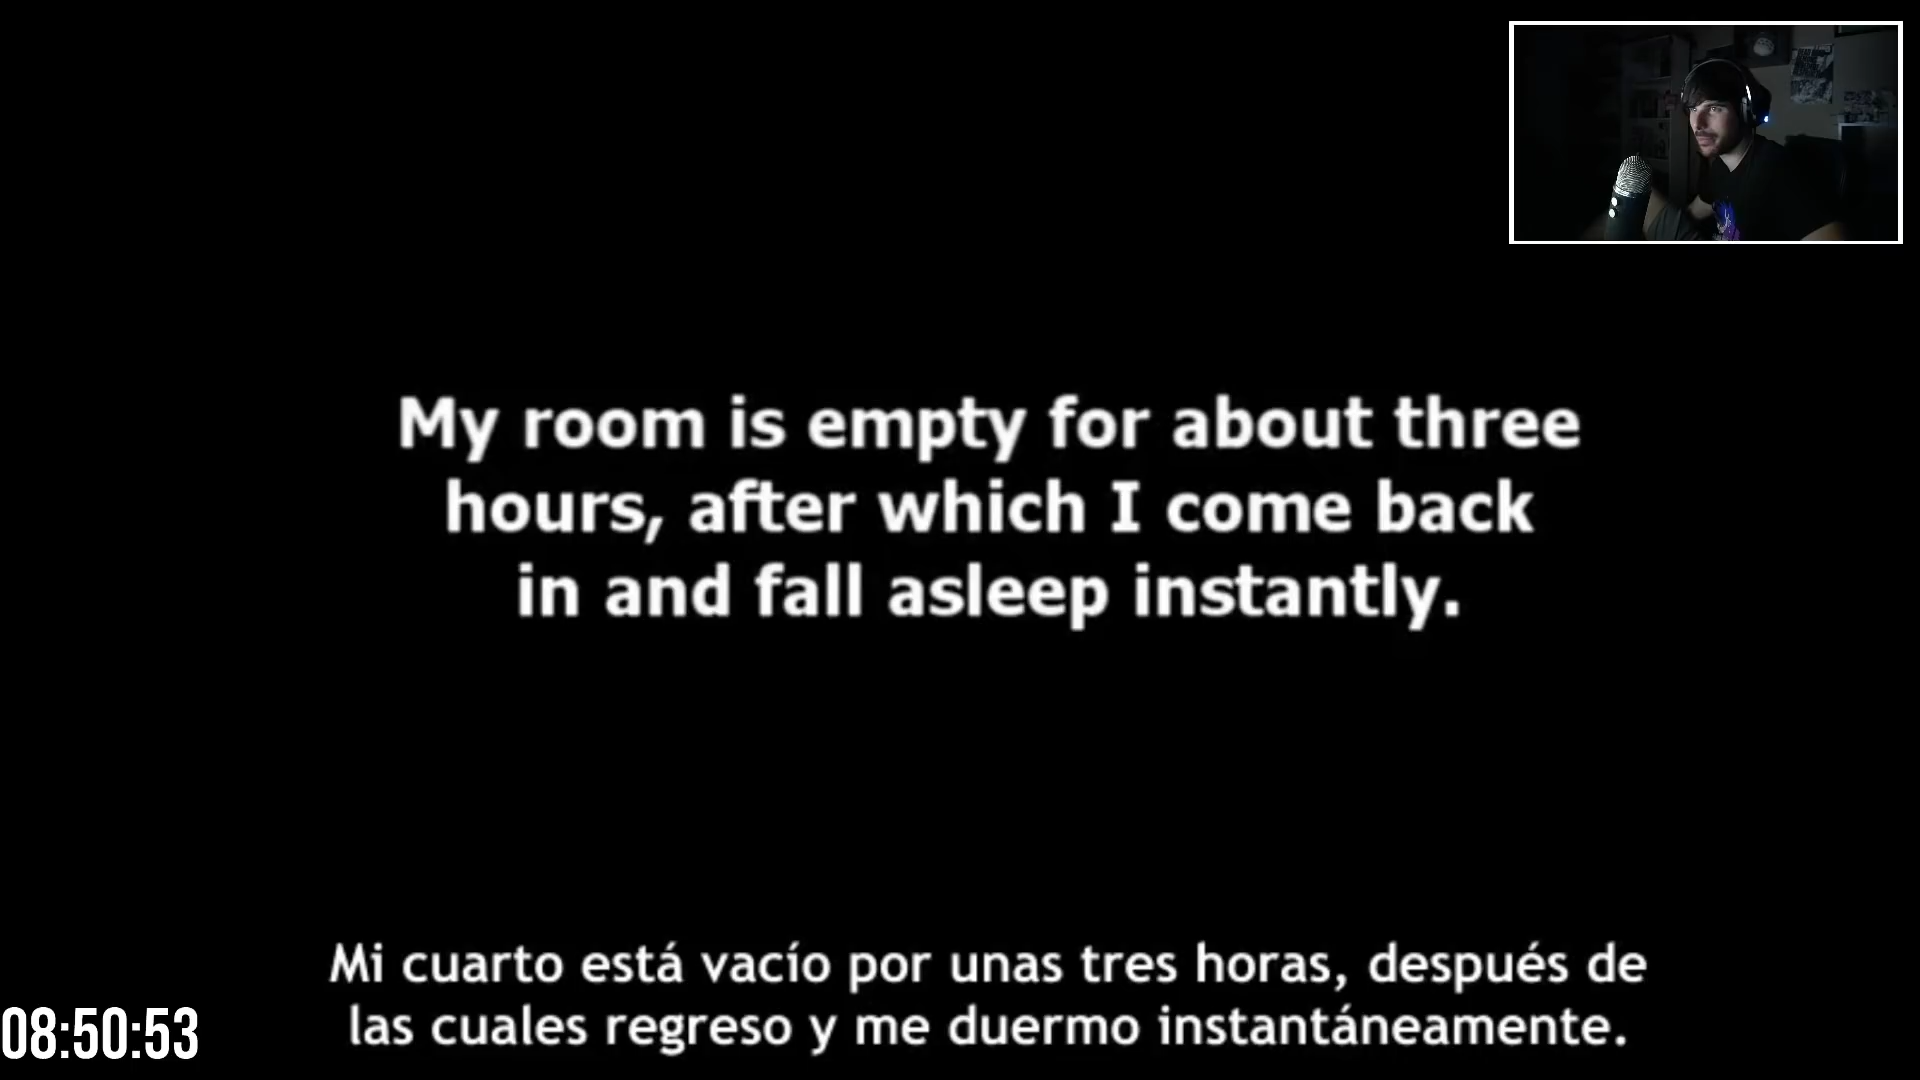 My room is empty for about three
hours, after which I come back
in and fall asleep instantly.
Mi cuarto está vacío por unas tres horas, después de
las cuales regreso y me duermo instantáneamente.
08:50:53